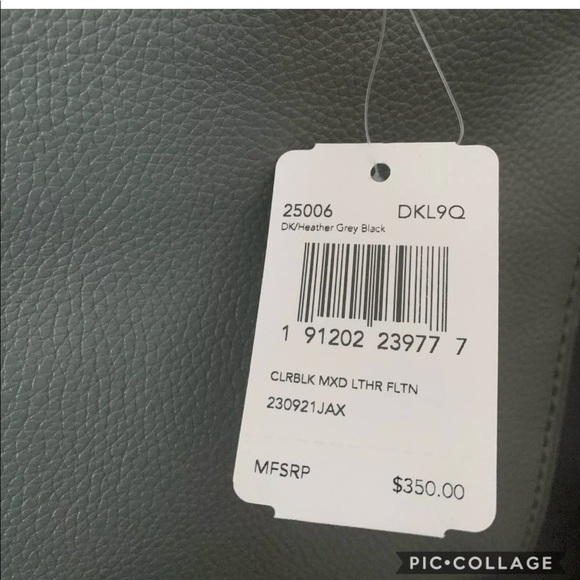 25006 DKL9Q
DK/Heather Grey Black
1 91202 23977 7
CLRBLK MXD LTHR FLTN
230921JAX
MFSRP $350.00
PIC•COLLAGE